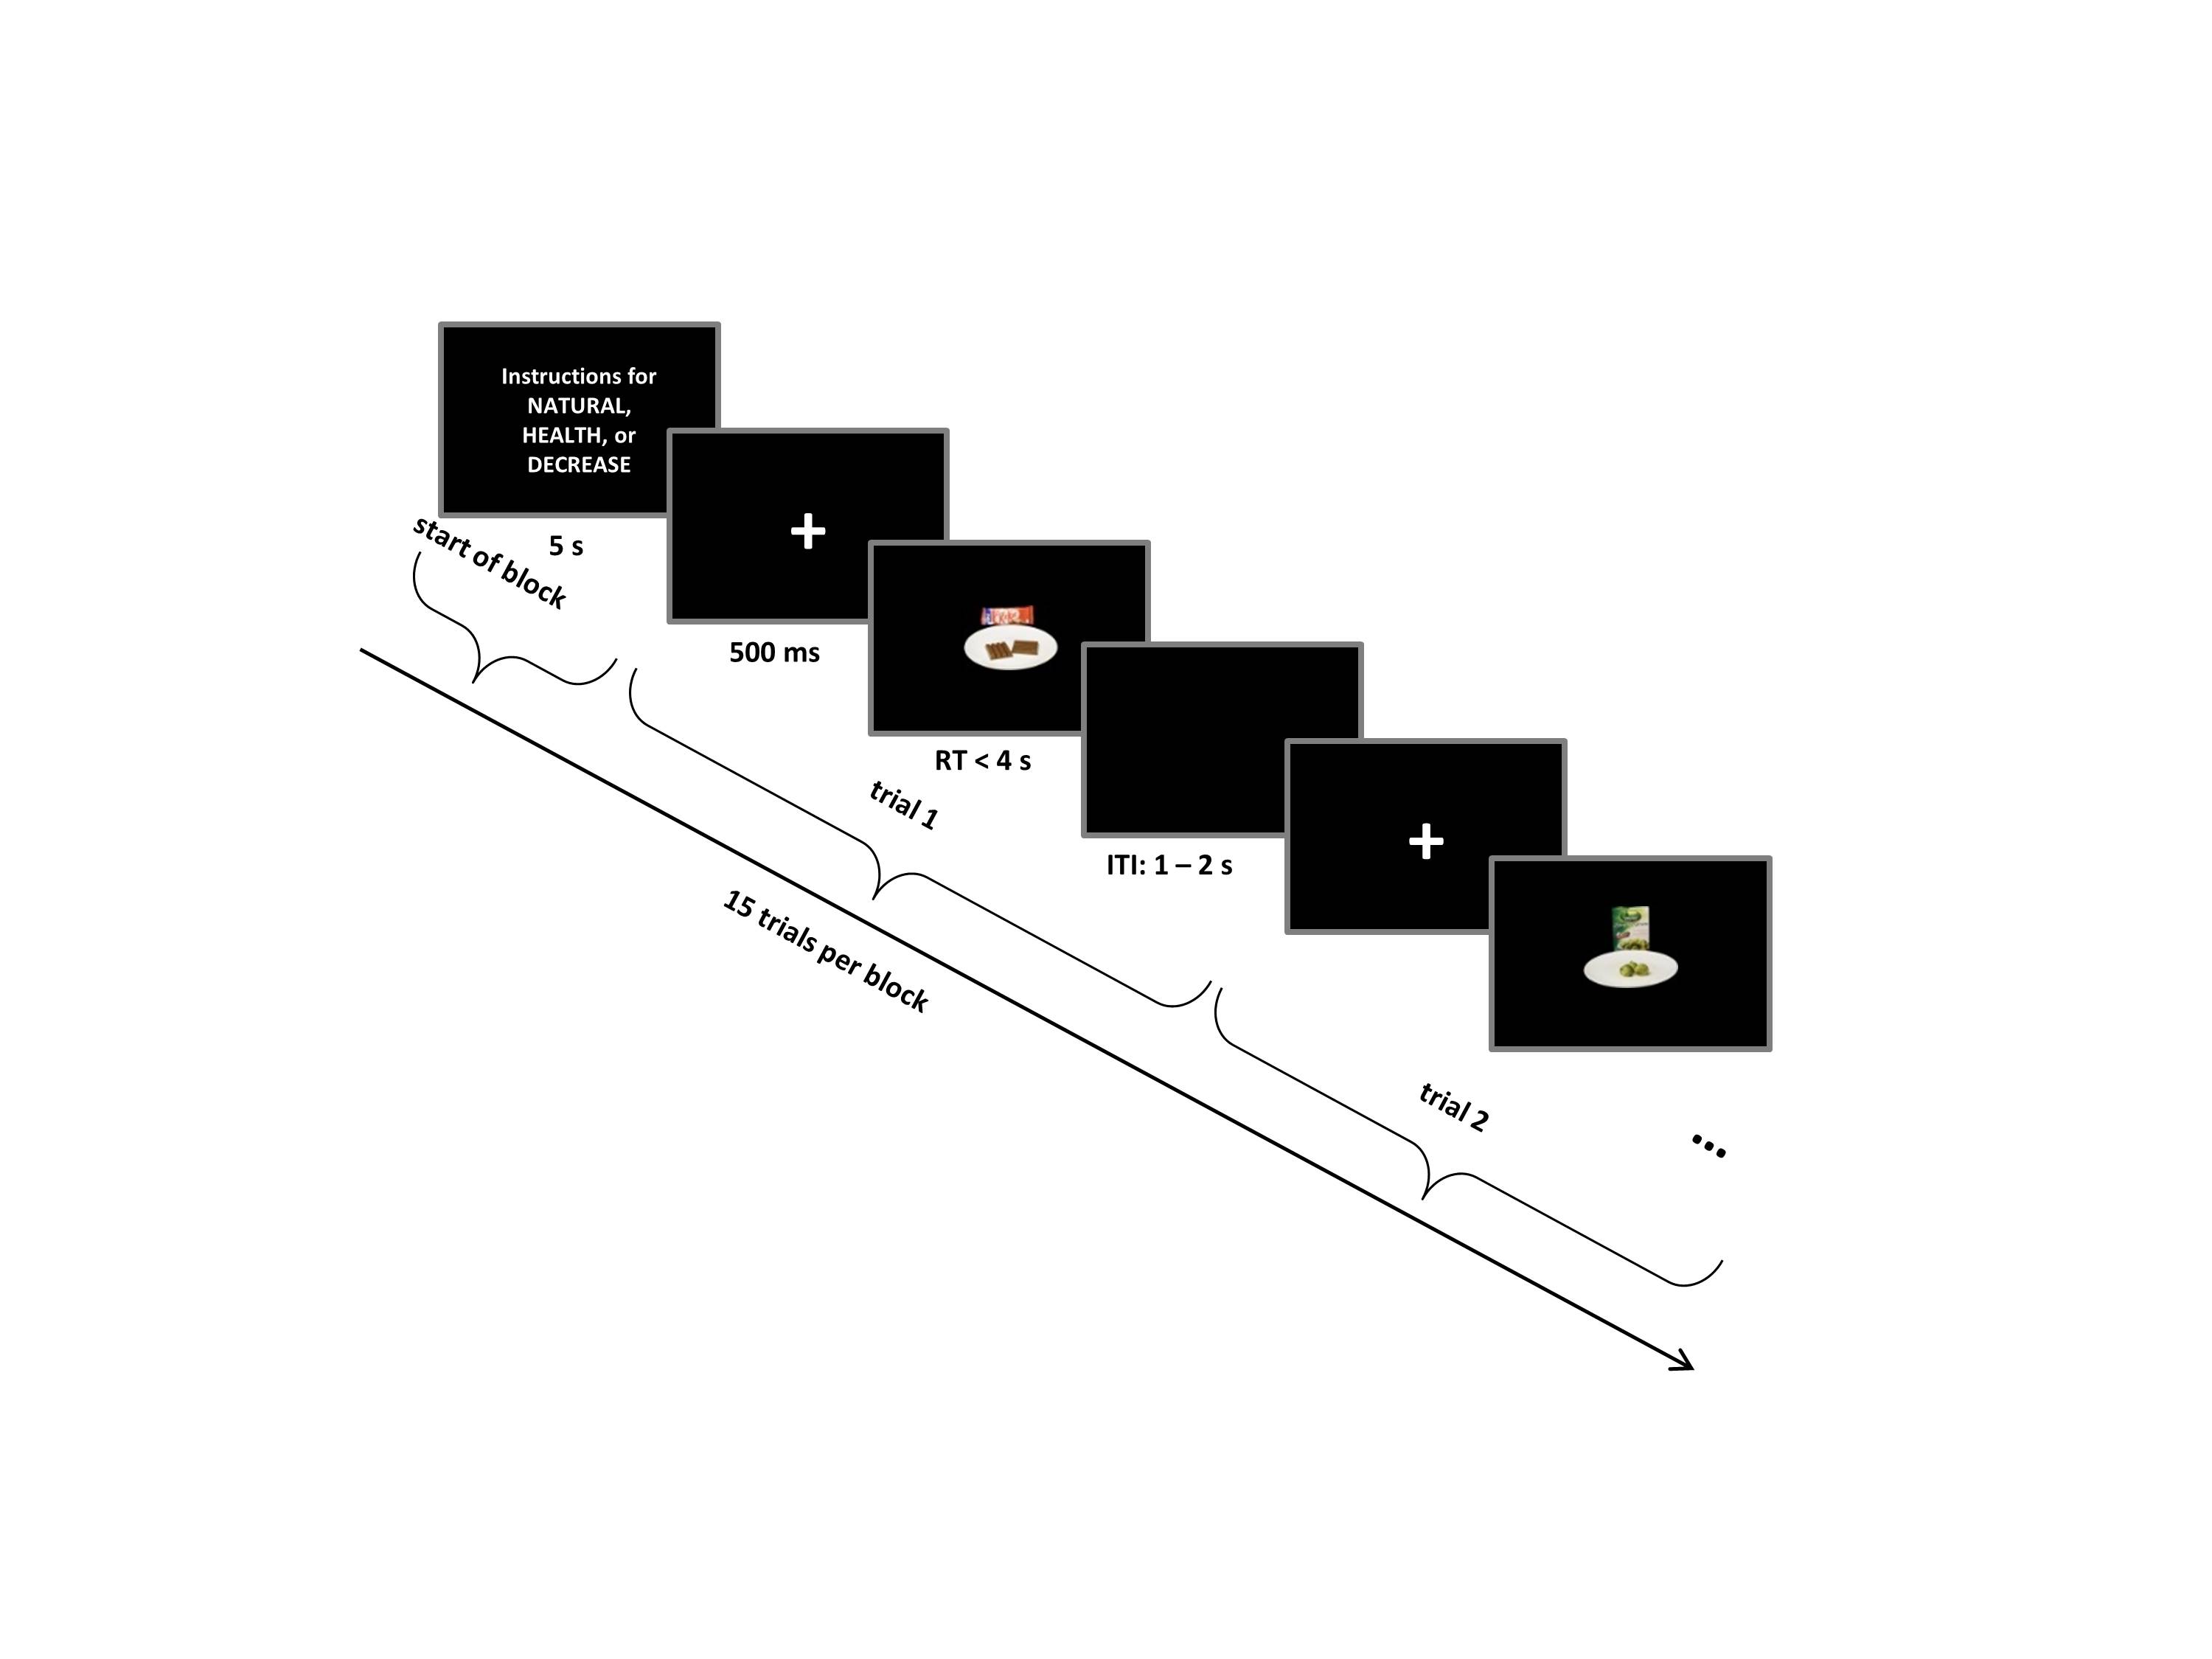 Instructions for
NATURAL,
HEALTH, or
DECREASE
start of block
5 s
500 ms
RT < 4 s
trial 1
ITI: 1 – 2 s
15 trials per block
trial 2
...